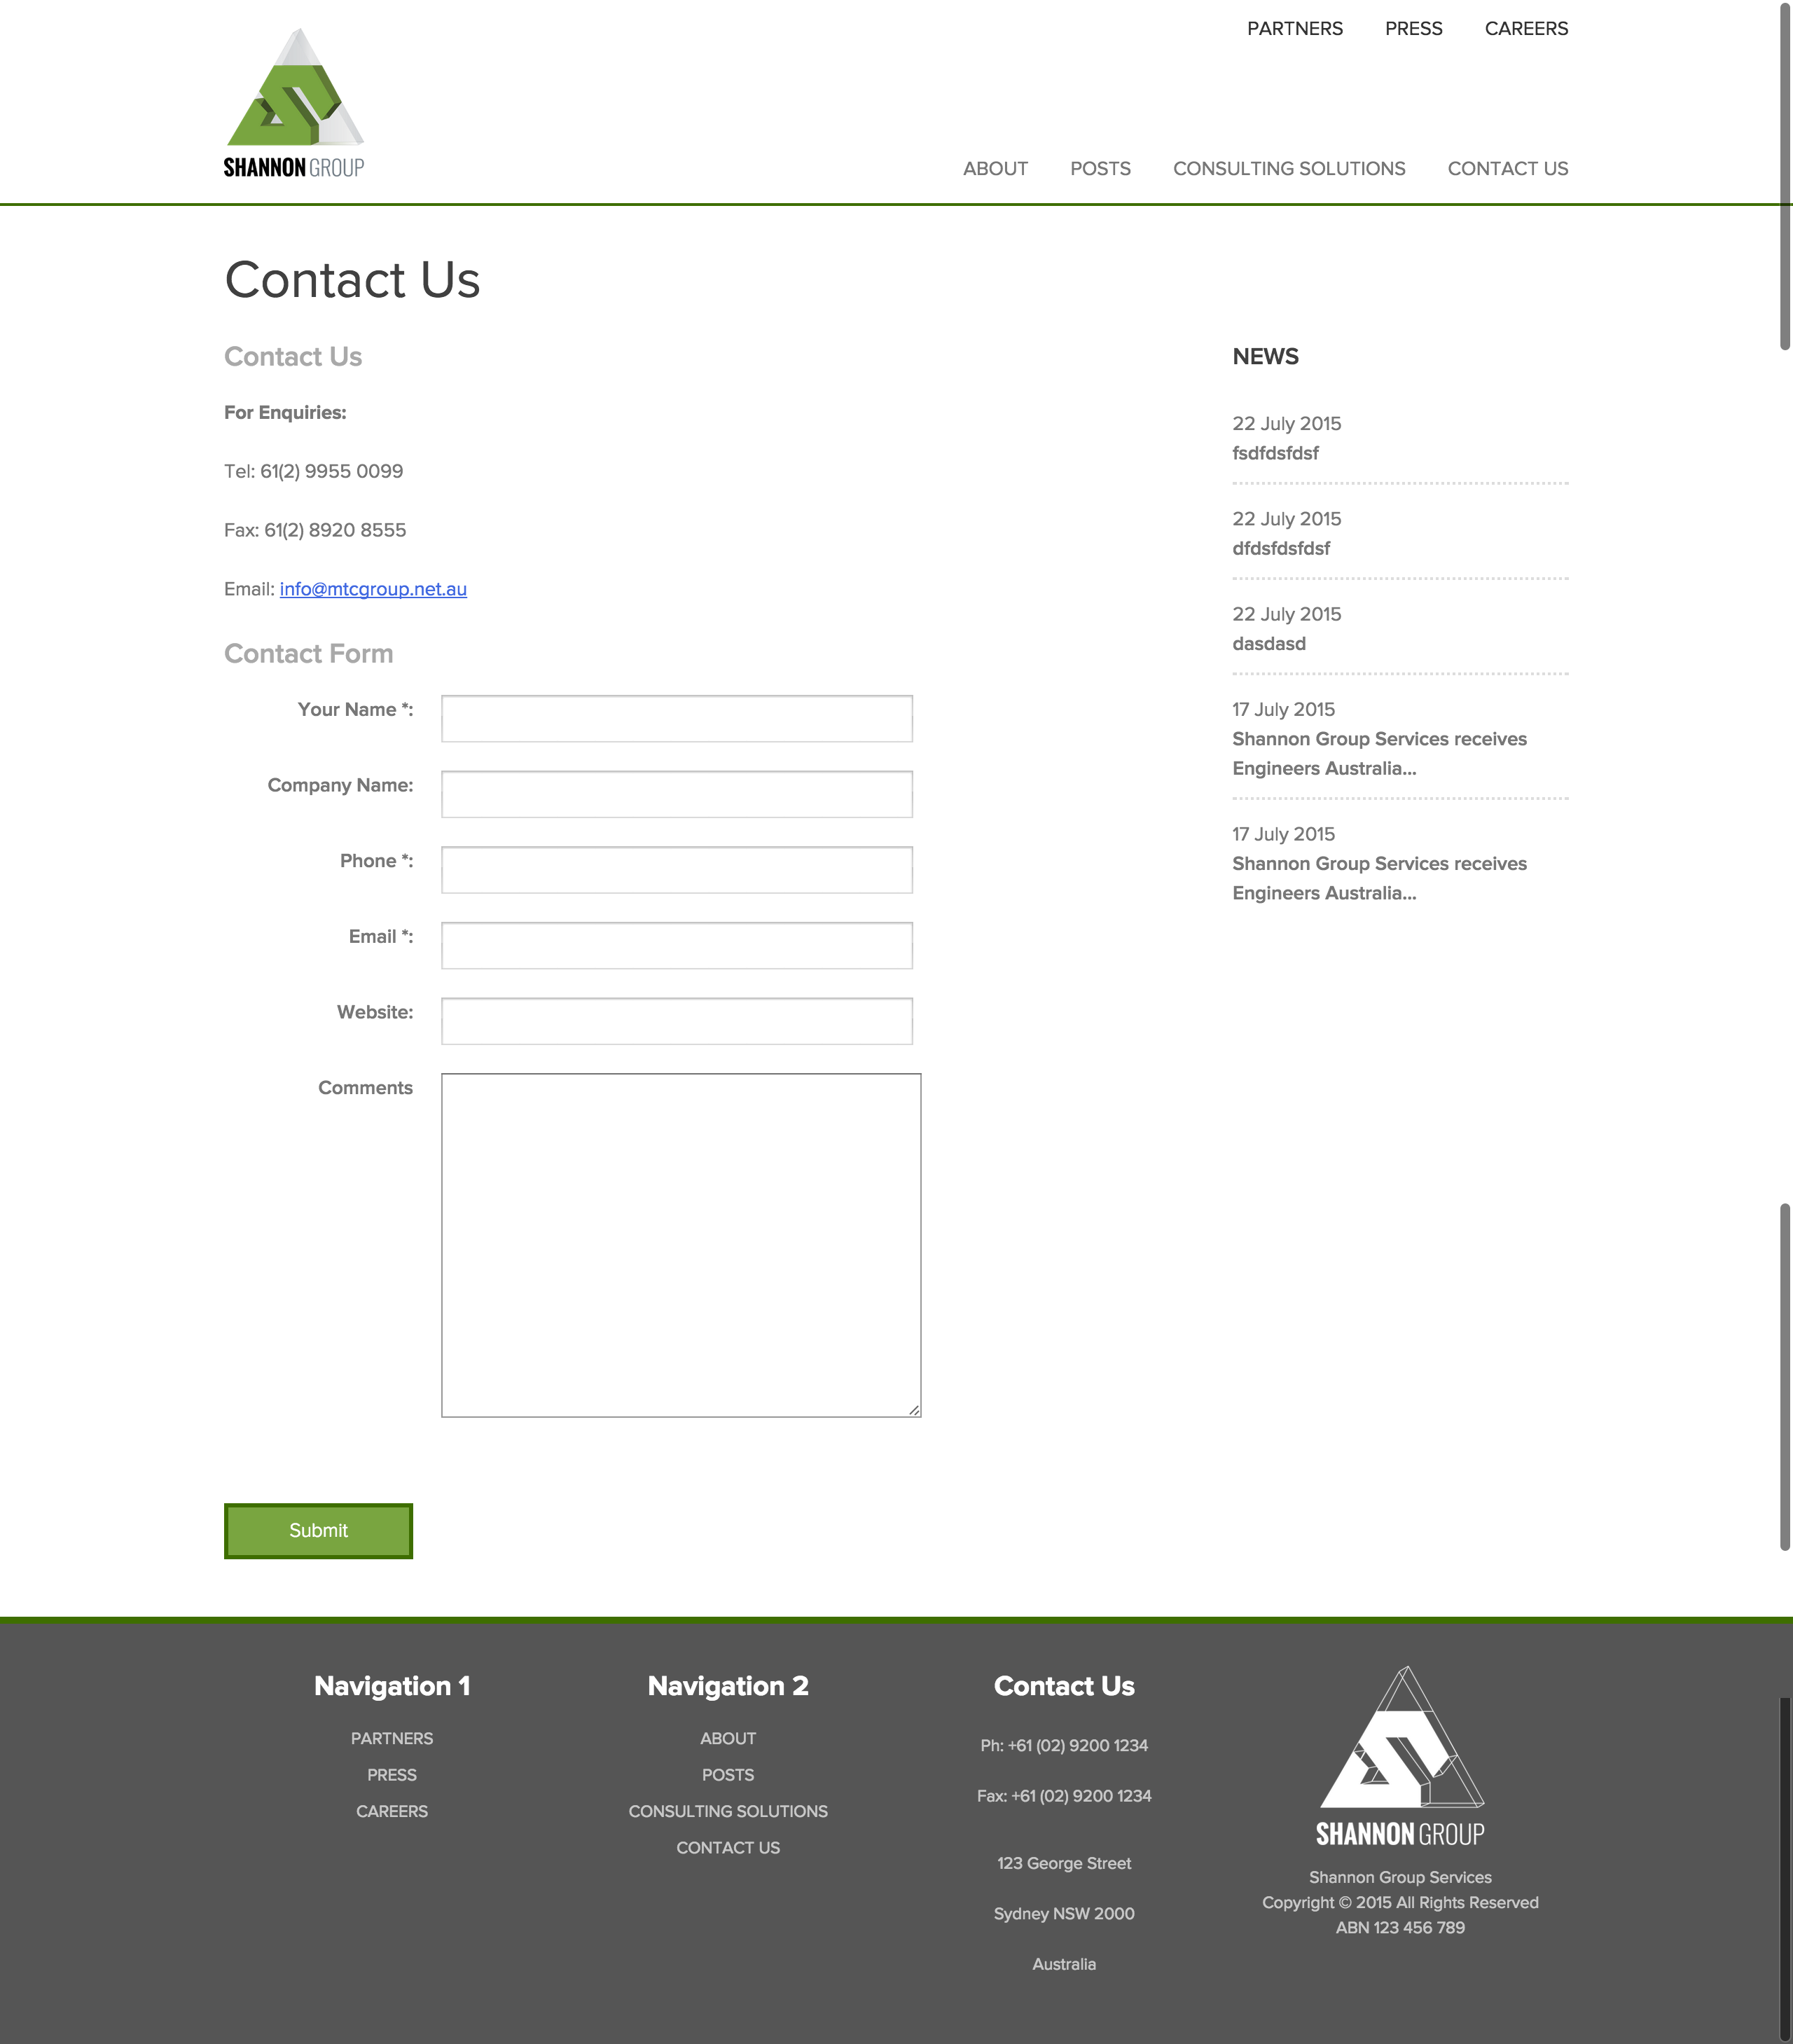 PARTNERS PRESS CAREERS
SHANNON GROUP
ABOUT POSTS CONSULTING SOLUTIONS CONTACT US
Contact Us
Contact Us
For Enquiries:
Tel: 61(2) 9955 0099
Fax: 61(2) 8920 8555
Email: info@mtcgroup.net.au
Contact Form
Your Name *:
Company Name:
Phone *:
Email *:
Website:
Comments
Submit
NEWS
22 July 2015
fsdfdsfdsf
22 July 2015
dfdsfdsfdsf
22 July 2015
dasdasd
17 July 2015
Shannon Group Services receives
Engineers Australia...
17 July 2015
Shannon Group Services receives
Engineers Australia...
Navigation 1
PARTNERS
PRESS
CAREERS
Navigation 2
ABOUT
POSTS
CONSULTING SOLUTIONS
CONTACT US
Contact Us
Ph: +61 (02) 9200 1234
Fax: +61 (02) 9200 1234
123 George Street
Sydney NSW 2000
Australia
SHANNON GROUP
Shannon Group Services
Copyright © 2015 All Rights Reserved
ABN 123 456 789